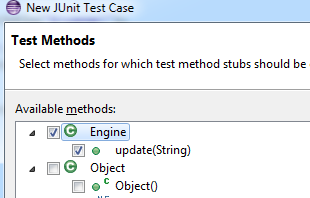 New JUnit Test Case
Test Methods
Select methods for which test method stubs should be
Available methods:
Engine
update(String)
Object
Object()